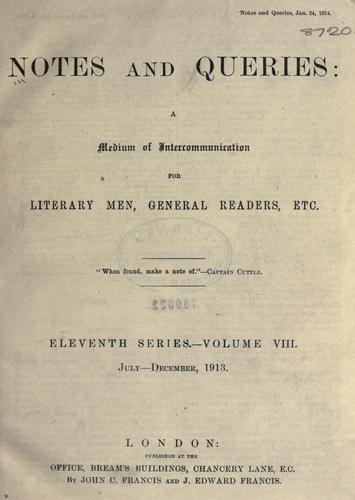 Notes and Queries, Jan. 24, 1914.
8720
NOTES AND QUERIES:
A
Medium of Intercommunication
FOR
LITERARY MEN, GENERAL READERS, ETC.
"When found, make a note of."—CAPTAIN CUTTLE.
ELEVENTH SERIES.—VOLUME VIII.
JULY—DECEMBER, 1913.
LONDON:
PUBLISHED AT THE
OFFICE, BREAM'S BUILDINGS, CHANCERY LANE, E.C.
BY JOHN C. FRANCIS AND J. EDWARD FRANCIS.